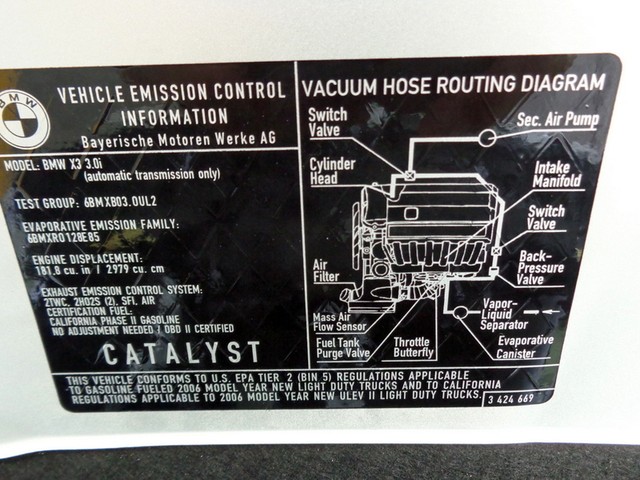 BMW
VEHICLE EMISSION CONTROL
INFORMATION
Bayerische Motoren Werke AG
MODEL: BMW X3 3.0i
(automatic transmission only)
TEST GROUP: 6BMXB03.0UL2
EVAPORATIVE EMISSION FAMILY:
6BMXR0128E85
ENGINE DISPLACEMENT:
181.8 cu. in / 2979 cu. cm
EXHAUST EMISSION CONTROL SYSTEM:
2TWC, 2HO2S (2), SFI, AIR
CERTIFICATION FUEL:
CALIFORNIA PHASE II GASOLINE
NO ADJUSTMENT NEEDED / OBD II CERTIFIED
CATALYST
VACUUM HOSE ROUTING DIAGRAM
Switch
Valve
Sec. Air Pump
Cylinder
Head
Intake
Manifold
Switch
Valve
Air
Filter
Back-
Pressure
Valve
Mass Air
Flow Sensor
Vapor-
Liquid
Separator
Fuel Tank
Purge Valve
Throttle
Butterfly
Evaporative
Canister
THIS VEHICLE CONFORMS TO U.S. EPA TIER 2 (BIN 5) REGULATIONS APPLICABLE
TO GASOLINE FUELED 2006 MODEL YEAR NEW LIGHT DUTY TRUCKS AND TO CALIFORNIA
REGULATIONS APPLICABLE TO 2006 MODEL YEAR NEW ULEV II LIGHT DUTY TRUCKS.
3 424 669